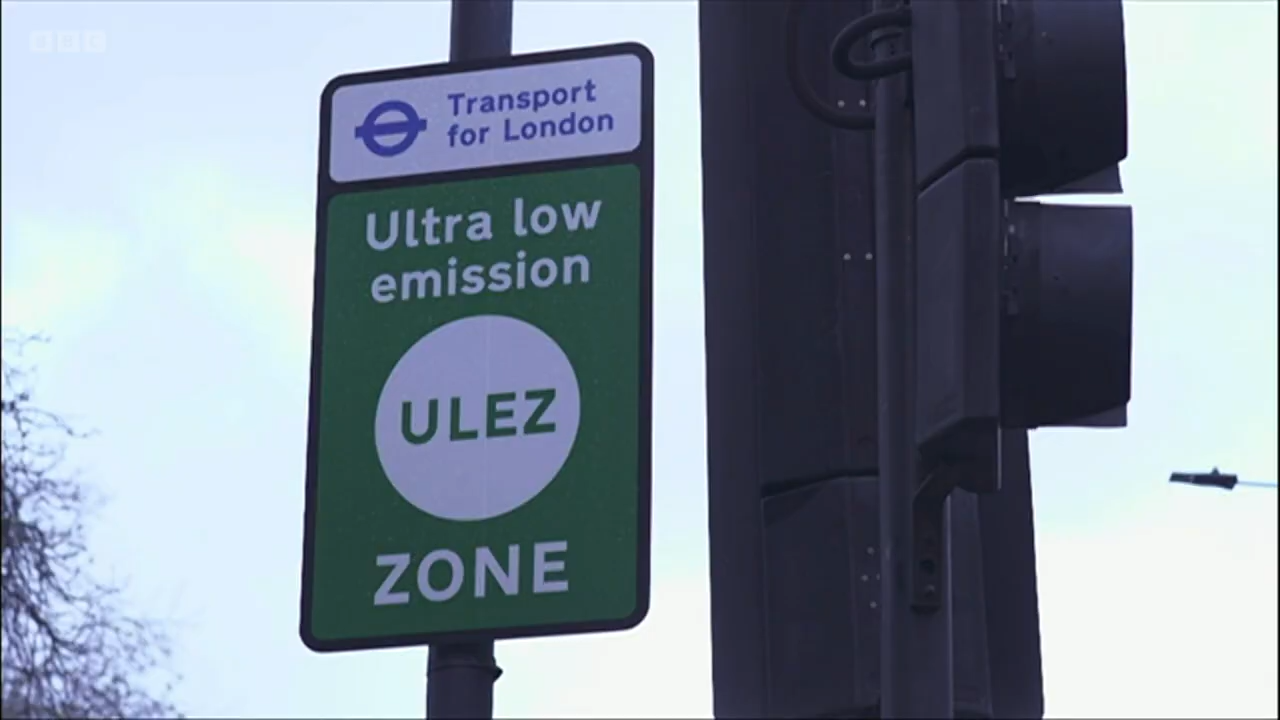 BBC
Transport
for London
Ultra low
emission
ULEZ
ZONE